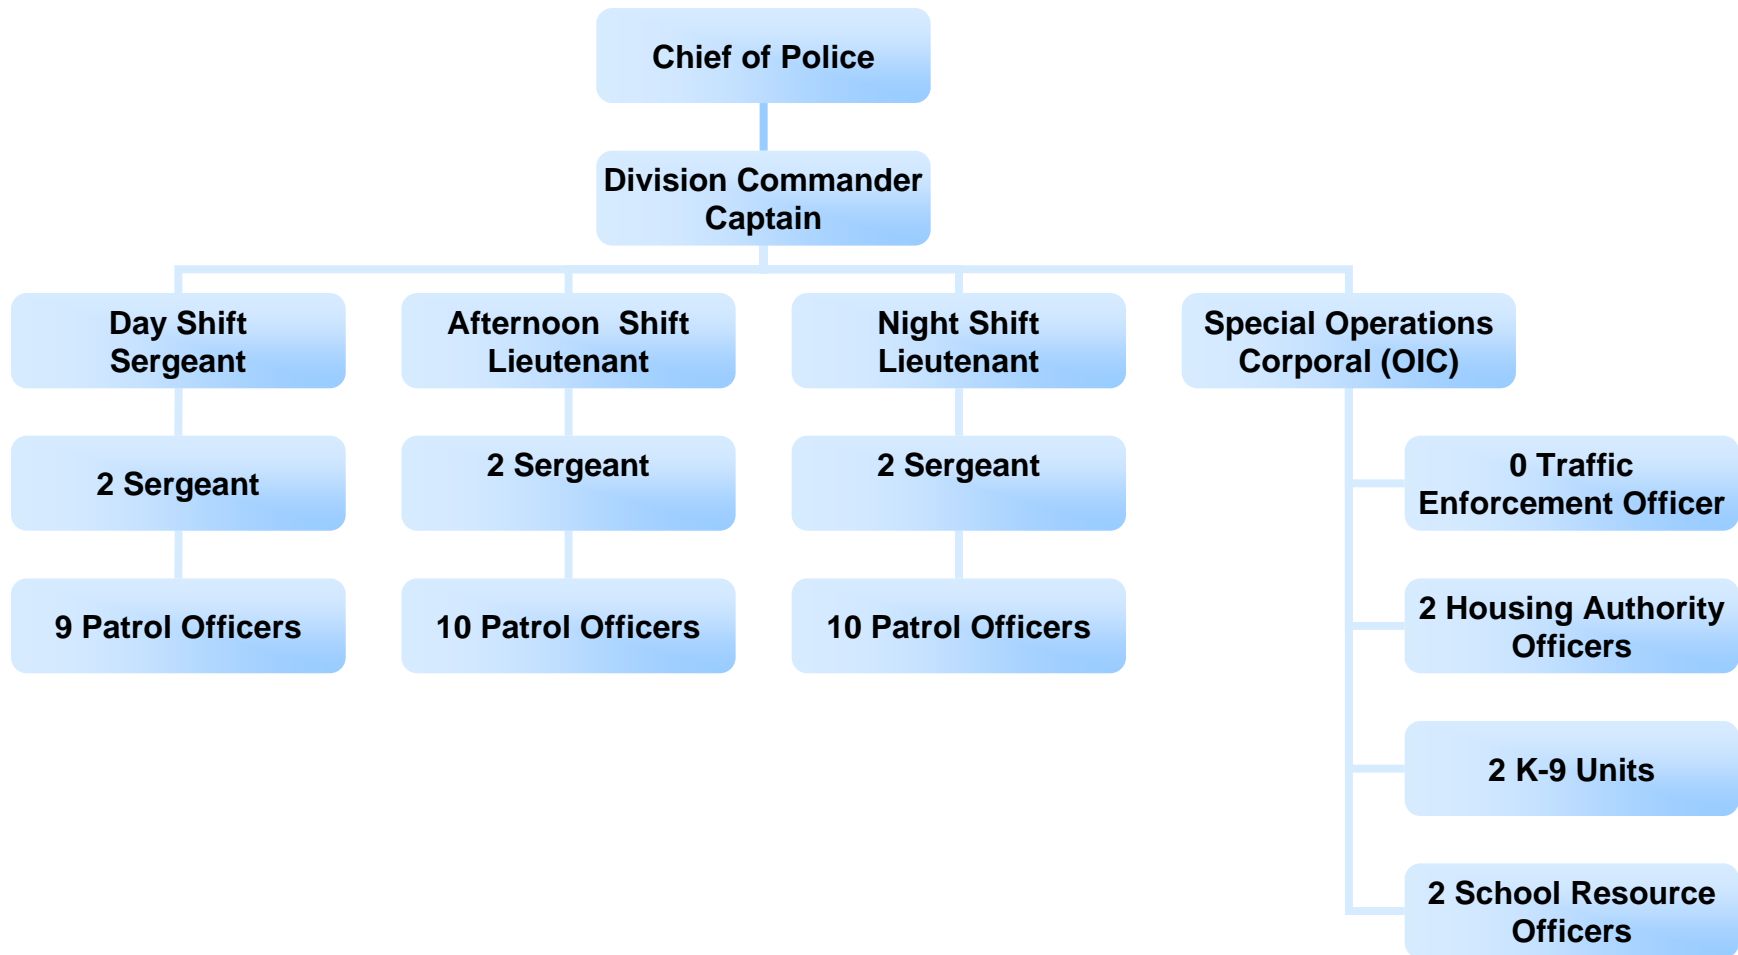 Chief of Police
Division Commander
Captain
Day Shift
Sergeant
Afternoon  Shift
Lieutenant
Night Shift
Lieutenant
Special Operations
Corporal (OIC)
2 Sergeant
2 Sergeant
2 Sergeant
0 Traffic
Enforcement Officer
9 Patrol Officers
10 Patrol Officers
10 Patrol Officers
2 Housing Authority
Officers
2 K-9 Units
2 School Resource
Officers